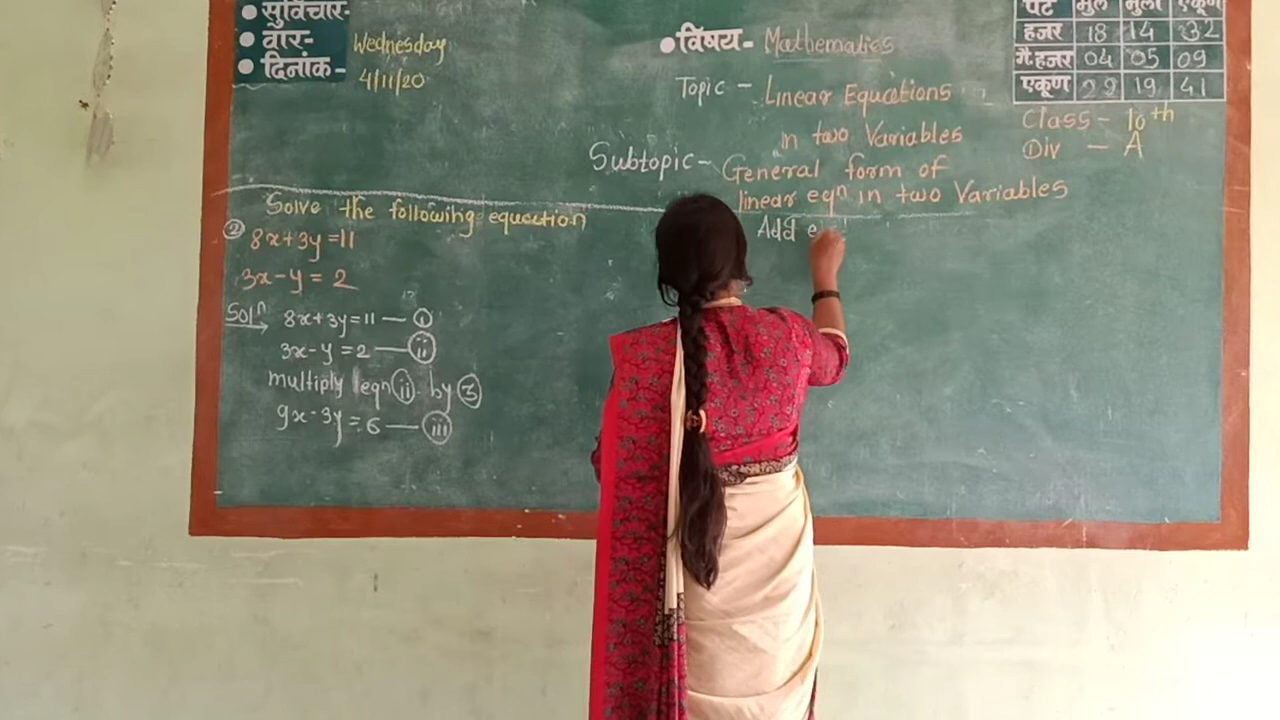 • सुविचार-
• वार- Wednesday
• दिनांक- 4/11/20
• विषय- Mathematics
Topic - Linear Equations
in two Variables
Subtopic - General form of
linear eqⁿ in two Variables
पट मुले मुली एकूण
हजर 18 14 32
गैरहजर 04 05 09
एकूण 22 19 41
Class - 10th
Div - A
Solve the following equation
② 8x+3y=11
3x-y=2
Solⁿ 8x+3y=11 — (i)
3x-y=2 — (ii)
multiply eqn (ii) by (3)
9x-3y=6 — (iii)
Add e